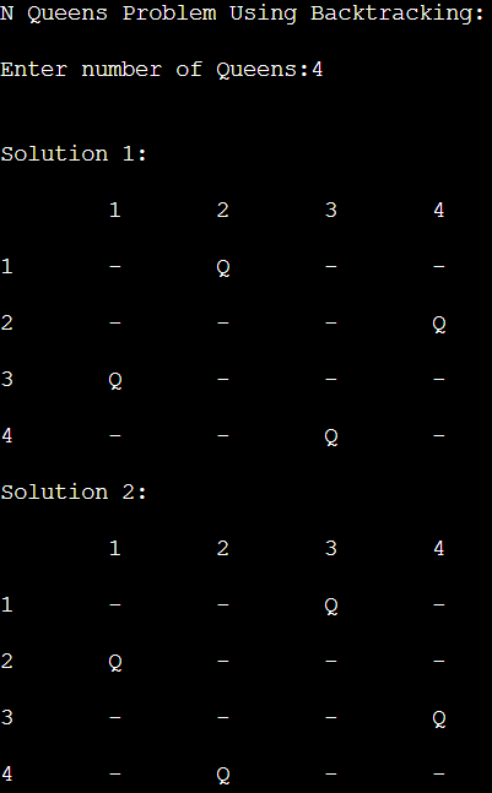 N Queens Problem Using Backtracking:
Enter number of Queens:4
Solution 1:
1 2 3 4
1 - Q - -
2 - - - Q
3 Q - - -
4 - - Q -
Solution 2:
1 2 3 4
1 - - Q -
2 Q - - -
3 - - - Q
4 - Q - -